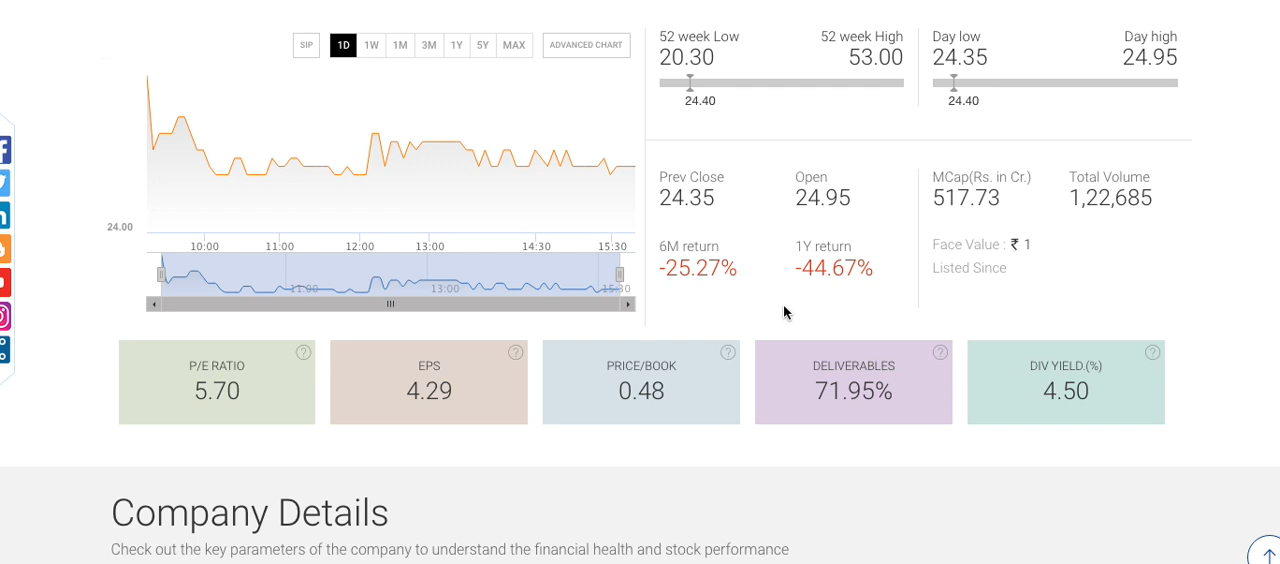 SIP 1D 1W 1M 3M 1Y 5Y MAX ADVANCED CHART
24.00
10:00 11:00 12:00 13:00 14:30 15:30
11:00 13:00 15:30
52 week Low 52 week High
20.30 53.00
24.40
Day low Day high
24.35 24.95
24.40
Prev Close Open
24.35 24.95
6M return 1Y return
-25.27% -44.67%
MCap(Rs. in Cr.) Total Volume
517.73 1,22,685
Face Value : ₹ 1
Listed Since
P/E RATIO ?
5.70
EPS ?
4.29
PRICE/BOOK ?
0.48
DELIVERABLES ?
71.95%
DIV YIELD.(%) ?
4.50
Company Details
Check out the key parameters of the company to understand the financial health and stock performance